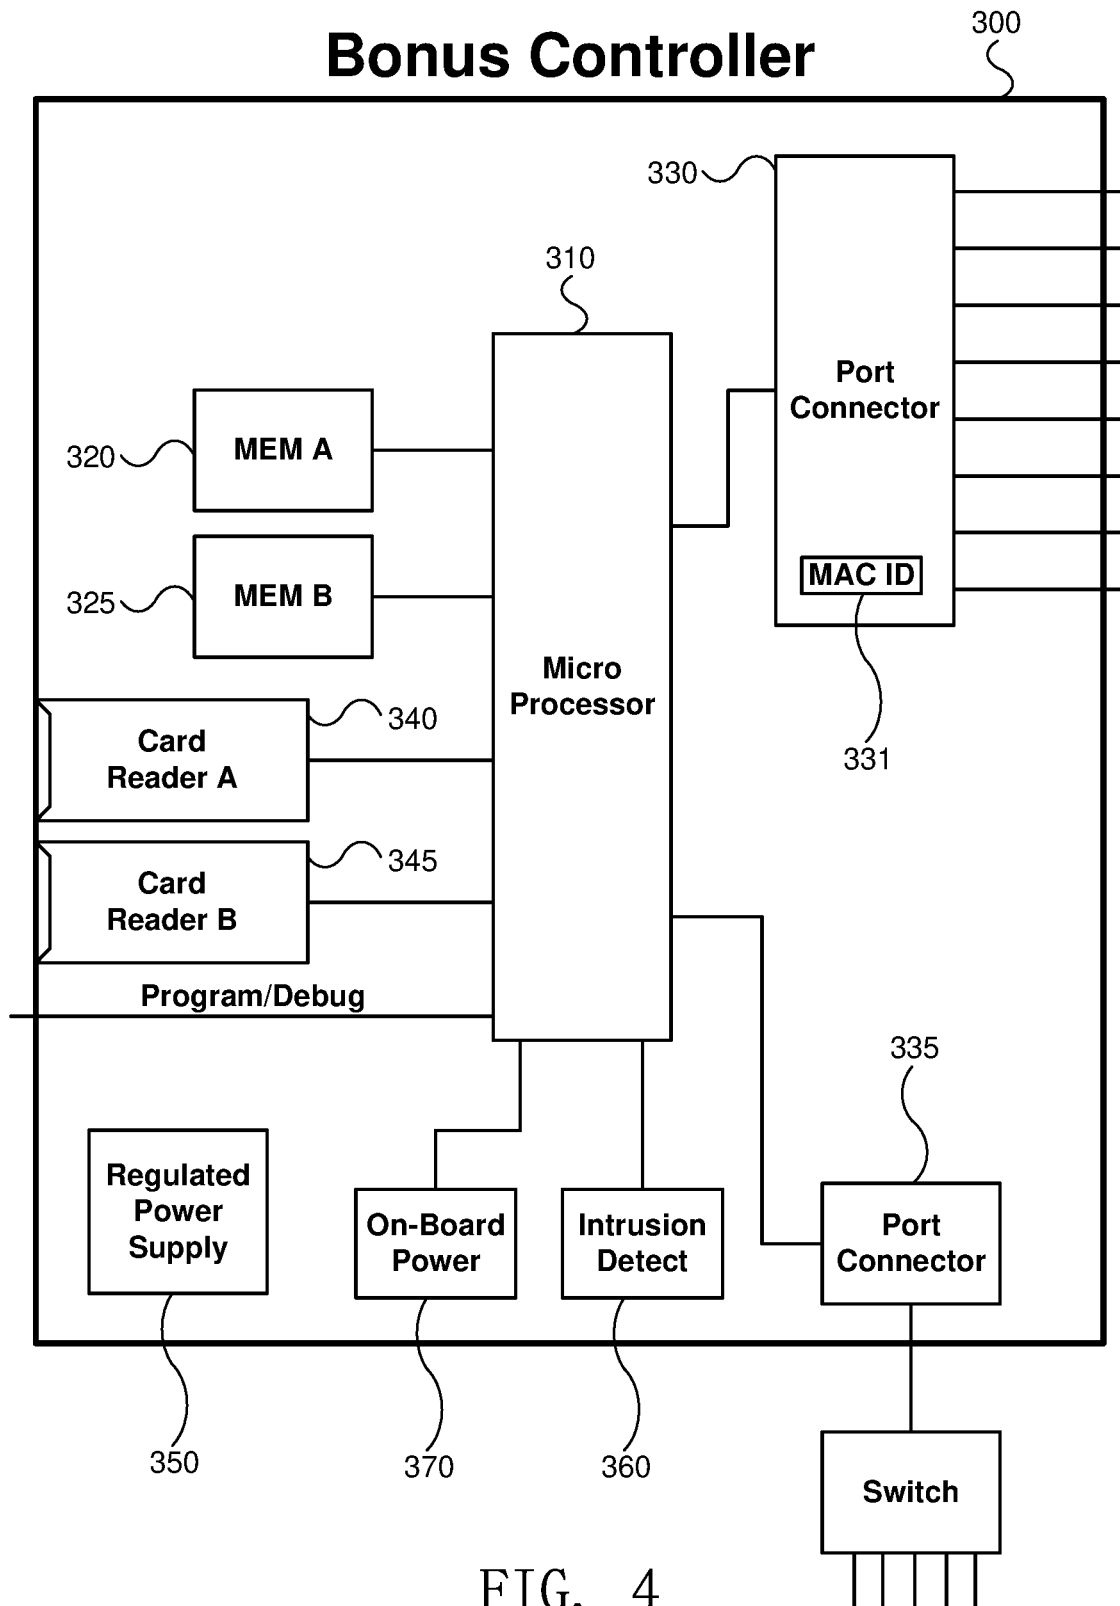 300
Bonus Controller
330
310
Port
Connector
320
MEM A
325
MEM B
MAC ID
331
Micro
Processor
340
Card
Reader A
345
Card
Reader B
Program/Debug
335
Regulated
Power
Supply
On-Board
Power
Intrusion
Detect
Port
Connector
350
370
360
Switch
FIG. 4